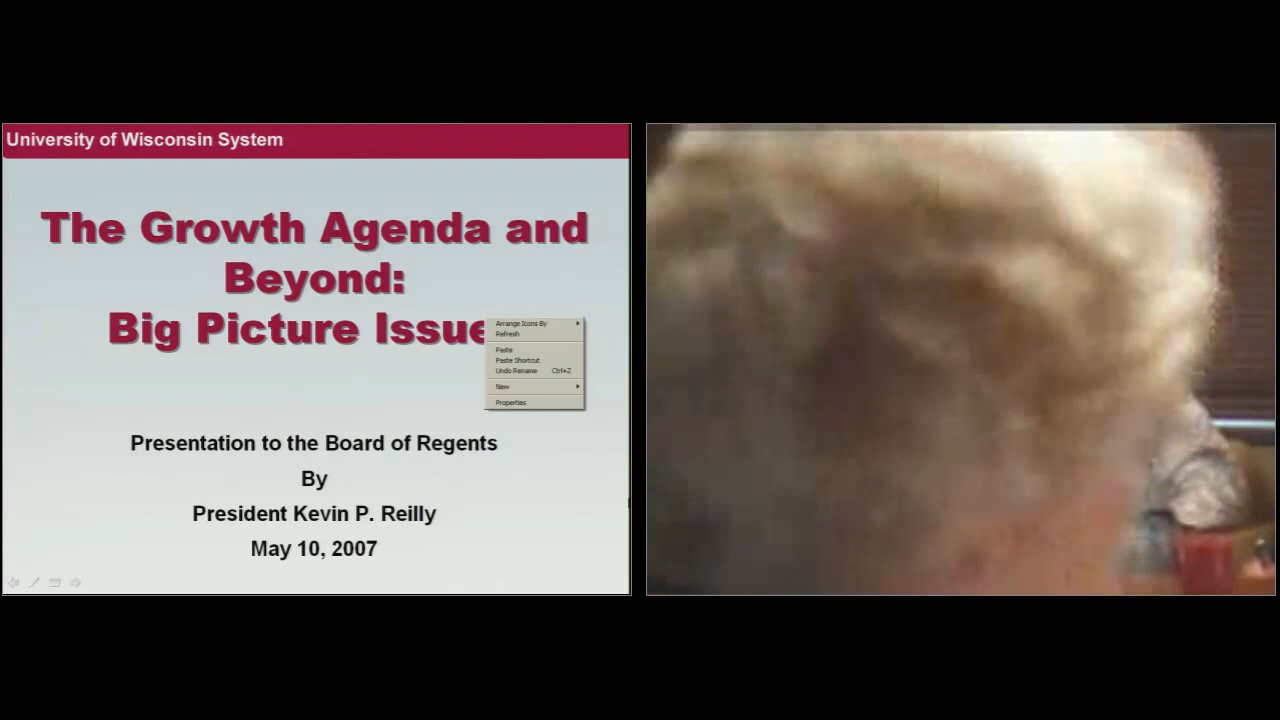 University of Wisconsin System
The Growth Agenda and
Beyond:
Big Picture Issue
Arrange Icons By
Refresh
Paste
Paste Shortcut
Undo Rename Ctrl+Z
New
Properties
Presentation to the Board of Regents
By
President Kevin P. Reilly
May 10, 2007